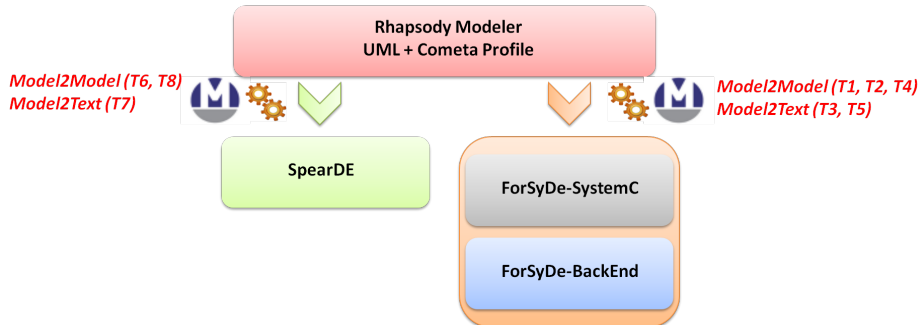 Rhapsody Modeler
UML + Cometa Profile
Model2Model (T6, T8)
Model2Text (T7)
Model2Model (T1, T2, T4)
Model2Text (T3, T5)
SpearDE
ForSyDe-SystemC
ForSyDe-BackEnd